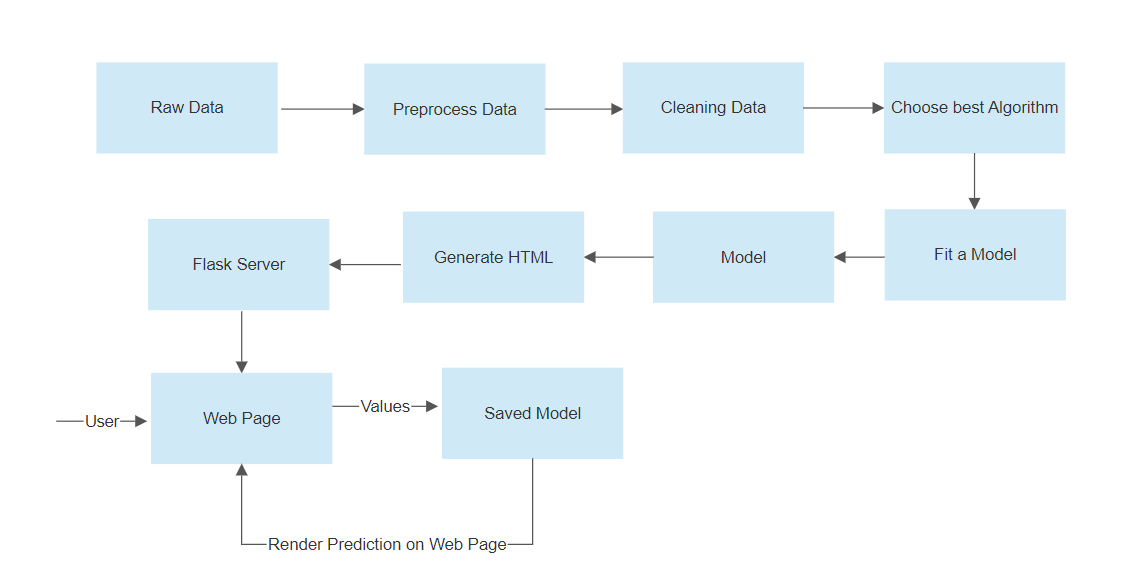 Raw Data
Preprocess Data
Cleaning Data
Choose best Algorithm
Flask Server
Generate HTML
Model
Fit a Model
User
Web Page
Values
Saved Model
Render Prediction on Web Page